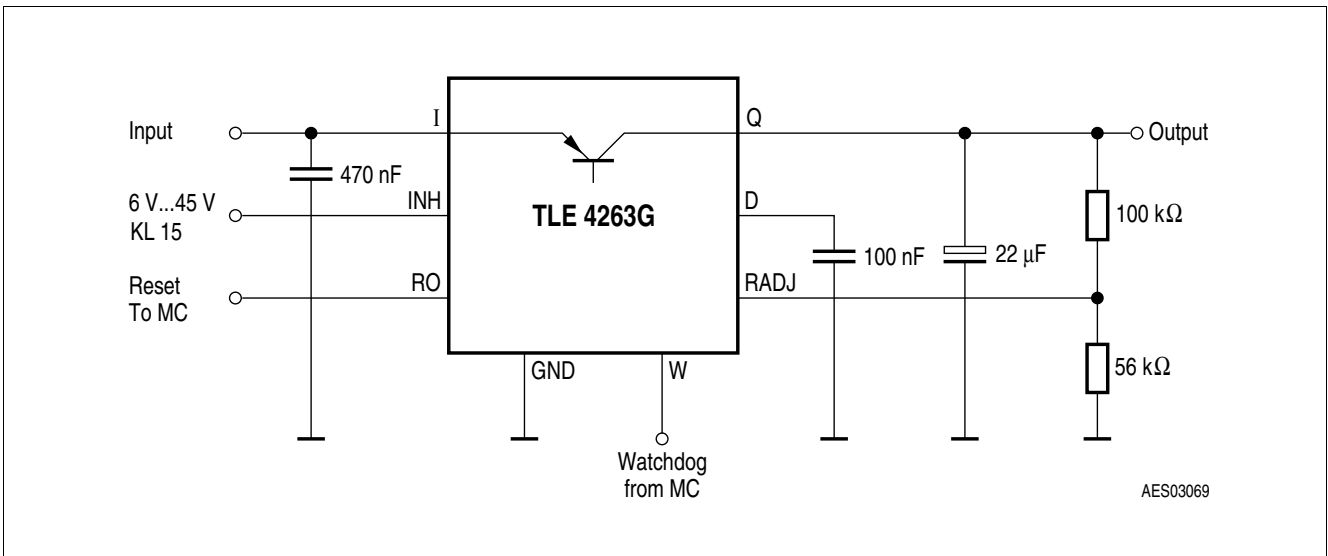 Input
I
Q
Output
470 nF
6 V...45 V
KL 15
INH
TLE 4263G
D
100 kΩ
100 nF
22 µF
Reset
To MC
RO
RADJ
GND
W
56 kΩ
Watchdog
from MC
AES03069